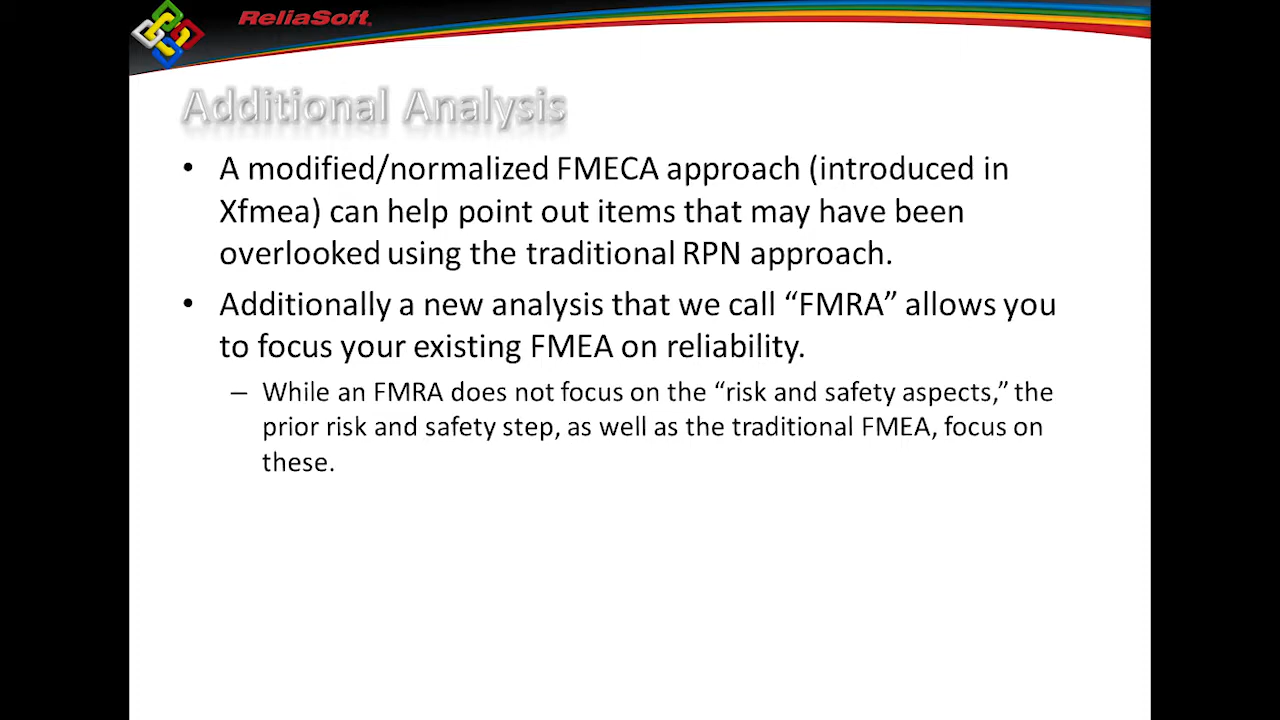 ReliaSoft.
Additional Analysis
• A modified/normalized FMECA approach (introduced in
Xfmea) can help point out items that may have been
overlooked using the traditional RPN approach.
• Additionally a new analysis that we call “FMRA” allows you
to focus your existing FMEA on reliability.
– While an FMRA does not focus on the “risk and safety aspects,” the
prior risk and safety step, as well as the traditional FMEA, focus on
these.